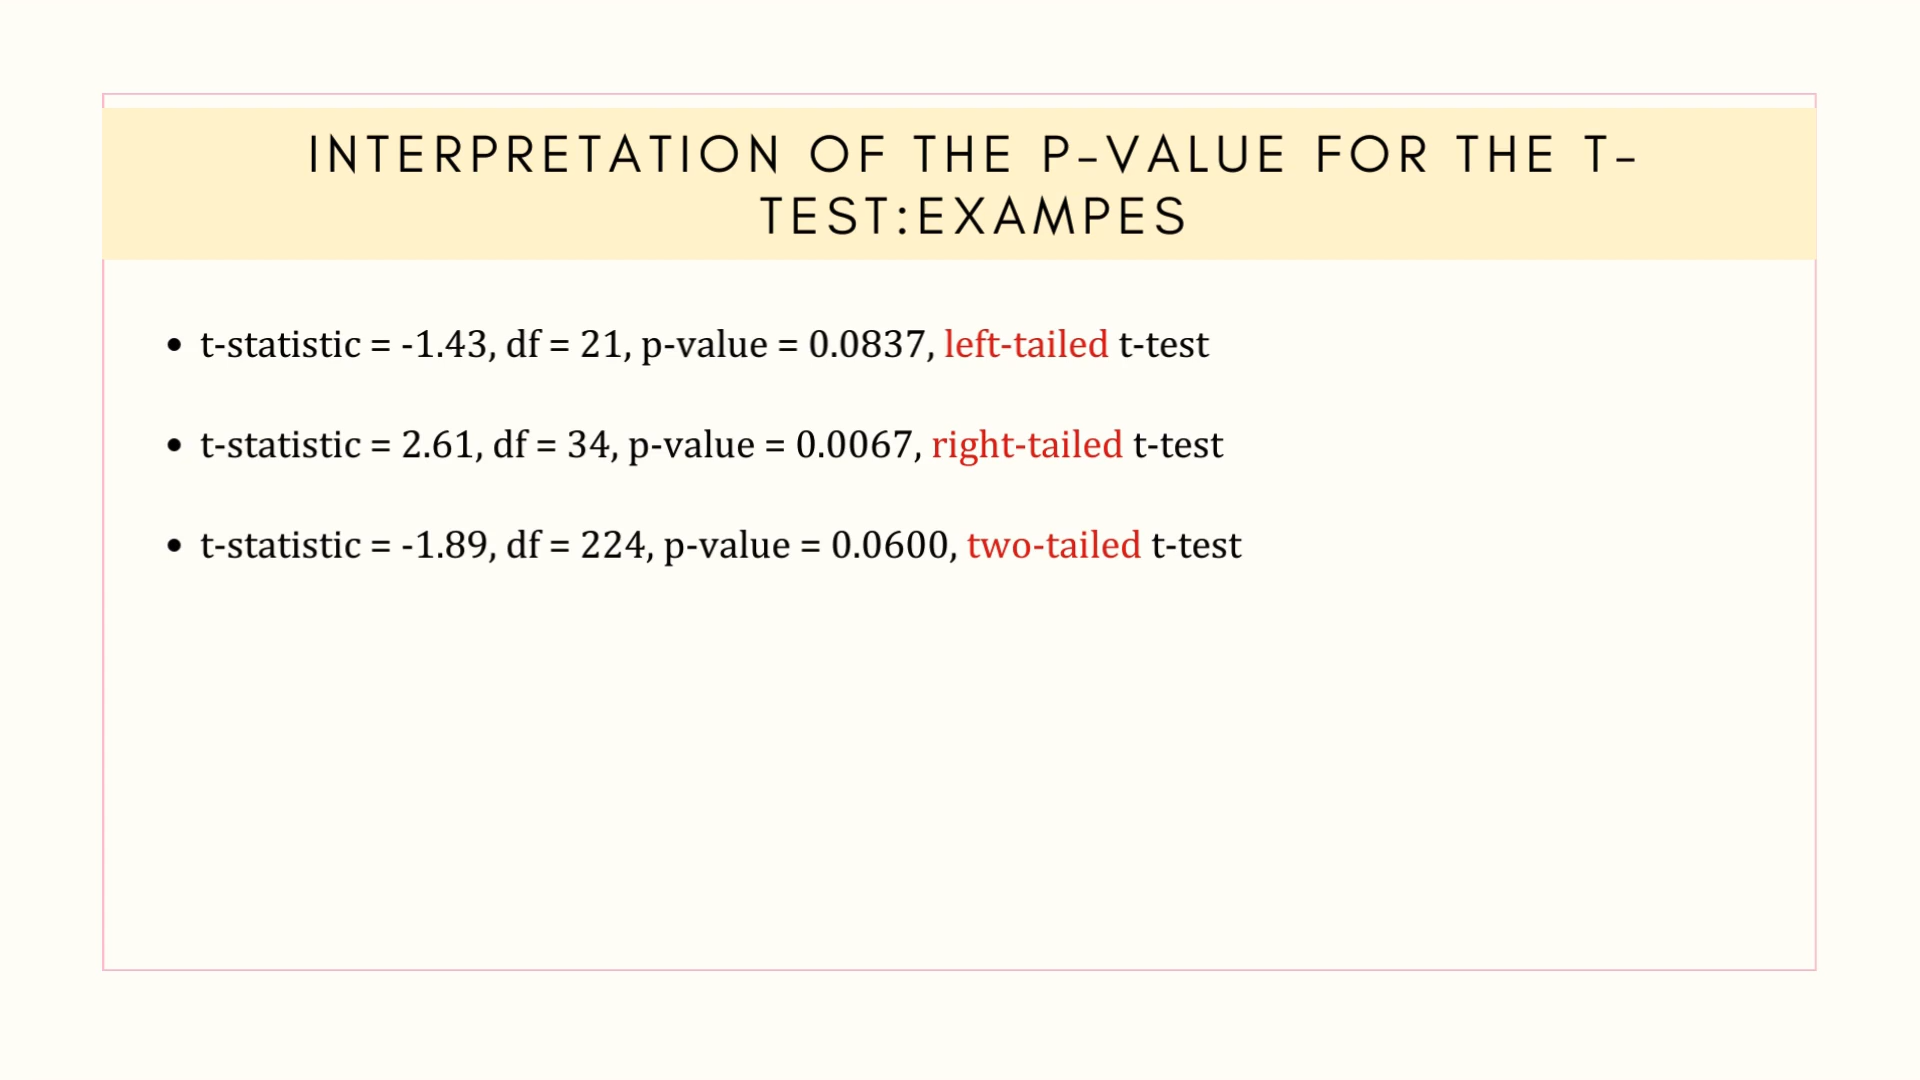 INTERPRETATION OF THE P-VALUE FOR THE T-
TEST:EXAMPES
• t-statistic = -1.43, df = 21, p-value = 0.0837, left-tailed t-test
• t-statistic = 2.61, df = 34, p-value = 0.0067, right-tailed t-test
• t-statistic = -1.89, df = 224, p-value = 0.0600, two-tailed t-test